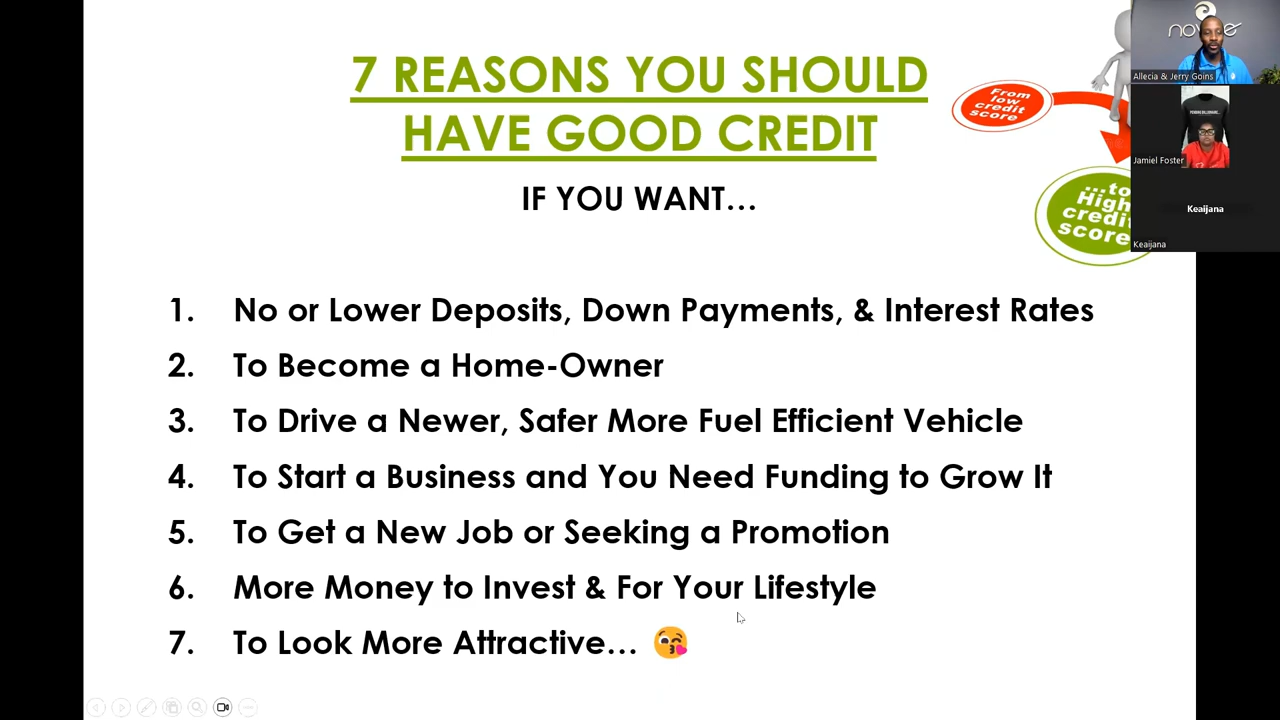 7 REASONS YOU SHOULD
HAVE GOOD CREDIT
IF YOU WANT...
From
low
credit
score
...to
High
score
1. No or Lower Deposits, Down Payments, & Interest Rates
2. To Become a Home-Owner
3. To Drive a Newer, Safer More Fuel Efficient Vehicle
4. To Start a Business and You Need Funding to Grow It
5. To Get a New Job or Seeking a Promotion
6. More Money to Invest & For Your Lifestyle
7. To Look More Attractive...
Allecia & Jerry Goins
Jamiel Foster
Keaijana
Keaijana